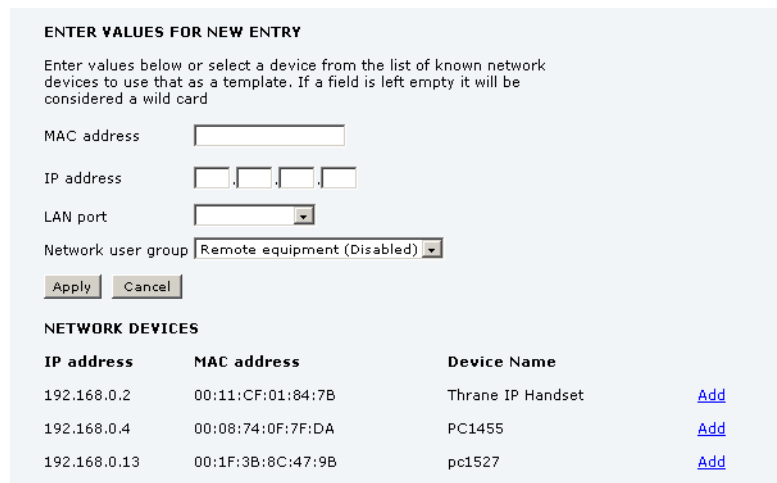 ENTER VALUES FOR NEW ENTRY
Enter values below or select a device from the list of known network
devices to use that as a template. If a field is left empty it will be
considered a wild card
MAC address
IP address . . .
LAN port
Network user group Remote equipment (Disabled)
Apply Cancel
NETWORK DEVICES
IP address MAC address Device Name
192.168.0.2 00:11:CF:01:84:7B Thrane IP Handset Add
192.168.0.4 00:08:74:0F:7F:DA PC1455 Add
192.168.0.13 00:1F:3B:8C:47:9B pc1527 Add